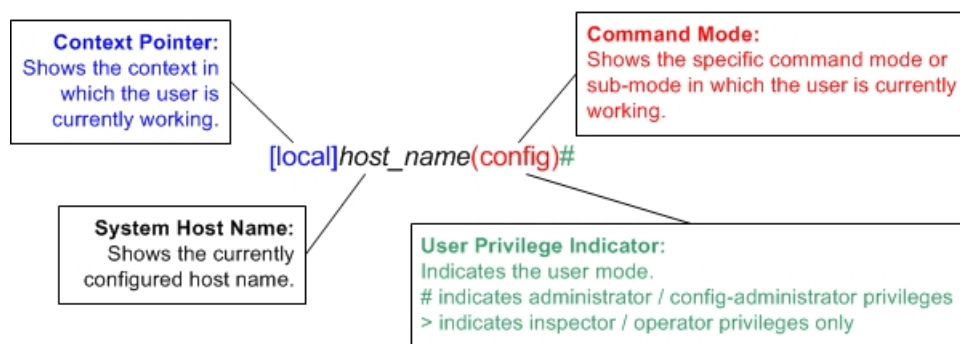 Context Pointer:
Shows the context in
which the user is
currently working.
Command Mode:
Shows the specific command mode or
sub-mode in which the user is currently
working.
[local]host_name(config)#
System Host Name:
Shows the currently
configured host name.
User Privilege Indicator:
Indicates the user mode.
# indicates administrator / config-administrator privileges
> indicates inspector / operator privileges only